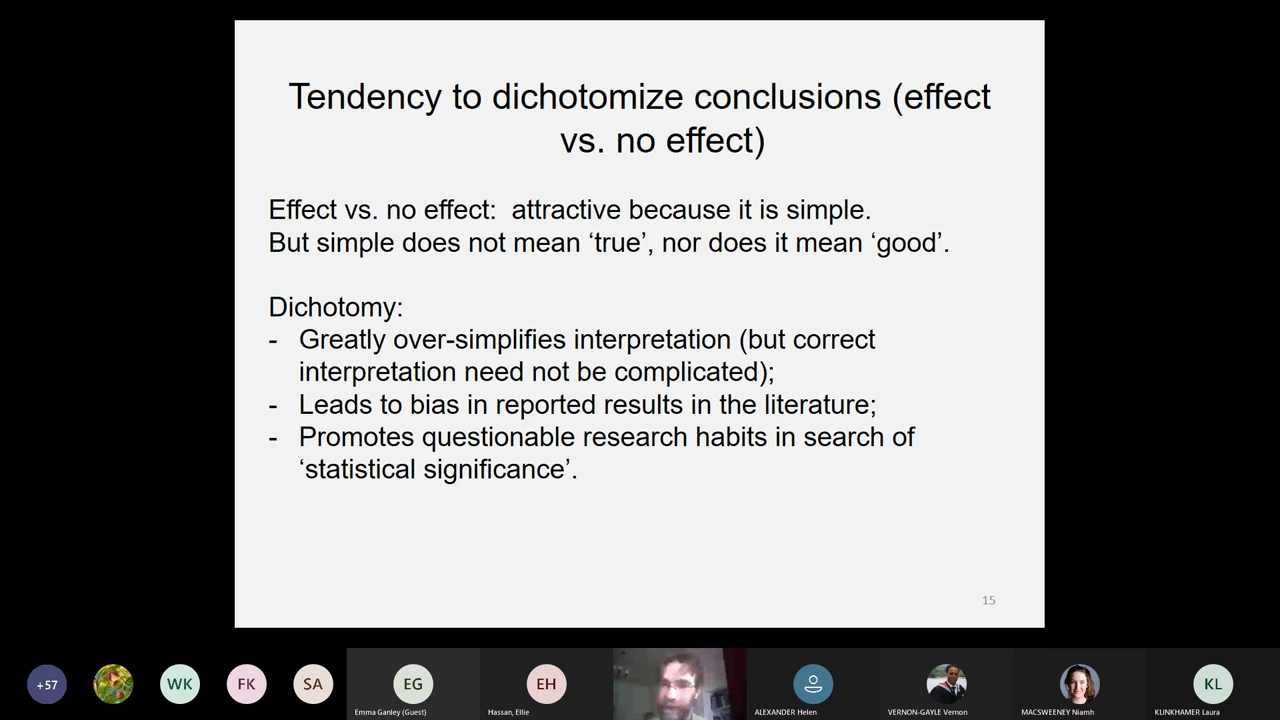 Tendency to dichotomize conclusions (effect
vs. no effect)
Effect vs. no effect:  attractive because it is simple.
But simple does not mean ‘true’, nor does it mean ‘good’.
Dichotomy:
- Greatly over-simplifies interpretation (but correct
interpretation need not be complicated);
- Leads to bias in reported results in the literature;
- Promotes questionable research habits in search of
‘statistical significance’.
15
+57
WK
FK
SA
EG
EH
KL
Emma Ganley (Guest)
Hassan, Ellie
ALEXANDER Helen
VERNON-GAYLE Vernon
MACSWEENEY Niamh
KLINKHAMER Laura